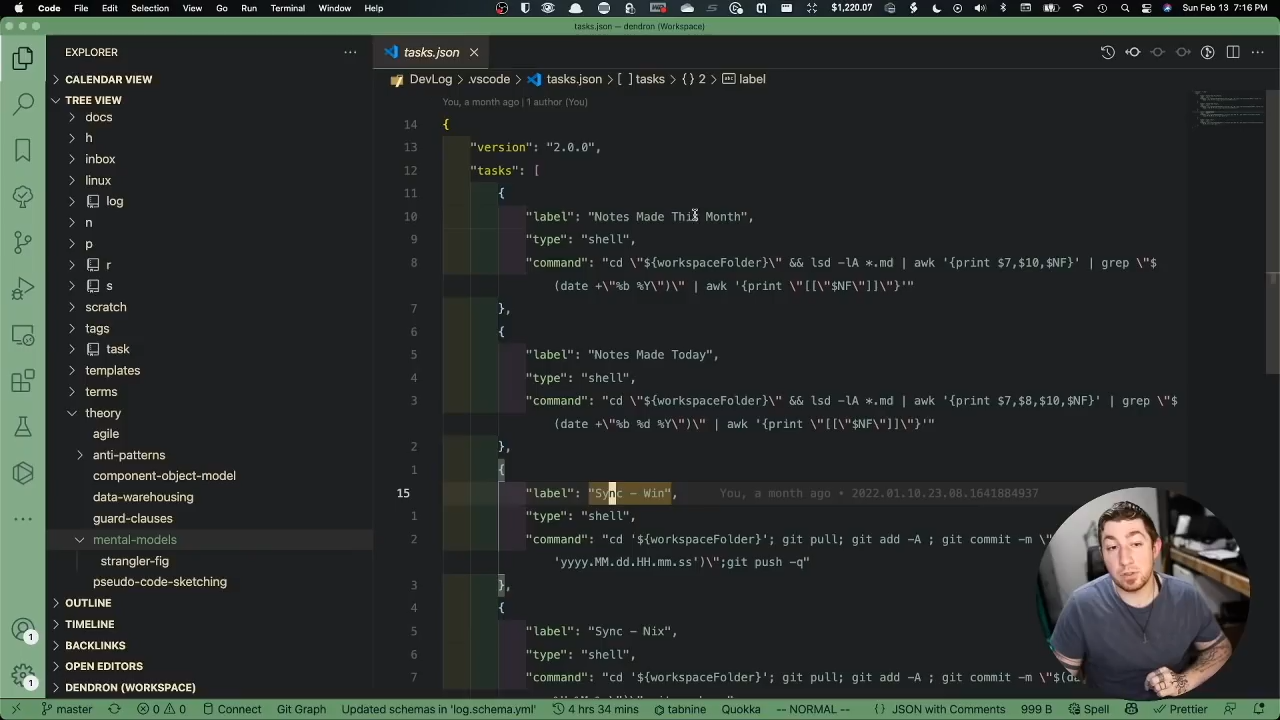 Code File Edit Selection View Go Run Terminal Window Help $1,220.07 Sun Feb 13 7:16 PM
tasks.json — dendron (Workspace)
EXPLORER
CALENDAR VIEW
TREE VIEW
docs
h
inbox
linux
log
n
p
r
s
scratch
tags
task
templates
terms
theory
agile
anti-patterns
component-object-model
data-warehousing
guard-clauses
mental-models
strangler-fig
pseudo-code-sketching
OUTLINE
TIMELINE
BACKLINKS
OPEN EDITORS
DENDRON (WORKSPACE)
1
1
tasks.json
DevLog > .vscode > tasks.json > [ ] tasks > {} 2 > abc label
You, a month ago | 1 author (You)
14 {
13 "version": "2.0.0",
12 "tasks": [
11 {
10 "label": "Notes Made This Month",
9 "type": "shell",
8 "command": "cd \"${workspaceFolder}\" && lsd -lA *.md | awk '{print $7,$10,$NF}' | grep \"$
(date +\"%b %Y\")\" | awk '{print \"[[\"$NF\"]]\"}'"
7 },
6 {
5 "label": "Notes Made Today",
4 "type": "shell",
3 "command": "cd \"${workspaceFolder}\" && lsd -lA *.md | awk '{print $7,$8,$10,$NF}' | grep \"$
(date +\"%b %d %Y\")\" | awk '{print \"[[\"$NF\"]]\"}'"
2 },
1 {
15 "label": "Sync - Win", You, a month ago • 2022.01.10.23.08.1641884937
1 "type": "shell",
2 "command": "cd '${workspaceFolder}'; git pull; git add -A ; git commit -m \"
'yyyy.MM.dd.HH.mm.ss')\";git push -q"
3 },
4 {
5 "label": "Sync - Nix",
6 "type": "shell",
7 "command": "cd '${workspaceFolder}'; git pull; git add -A ; git commit -m \"$(da
master 0 0 Connect Git Graph Updated schemas in 'log.schema.yml' 4 hrs 34 mins tabnine Quokka -- NORMAL -- {} JSON with Comments 999 B Spell Prettier